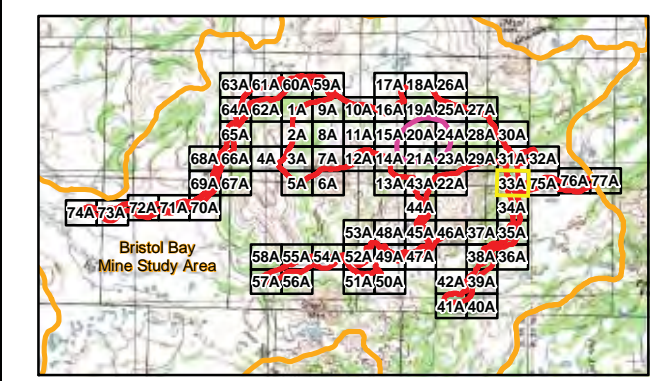 63A 61A 60A 59A 17A 18A 26A
64A 62A 1A 9A 10A 16A 19A 25A 27A
65A 2A 8A 11A 15A 20A 24A 28A 30A
68A 66A 4A 3A 7A 12A 14A 21A 23A 29A 31A 32A
69A 67A 5A 6A 13A 43A 22A 33A 75A 76A 77A
74A 73A 72A 71A 70A 44A 34A
53A 48A 45A 46A 37A 35A
Bristol Bay
Mine Study Area
58A 55A 54A 52A 49A 47A 38A 36A
57A 56A 51A 50A 42A 39A
41A 40A